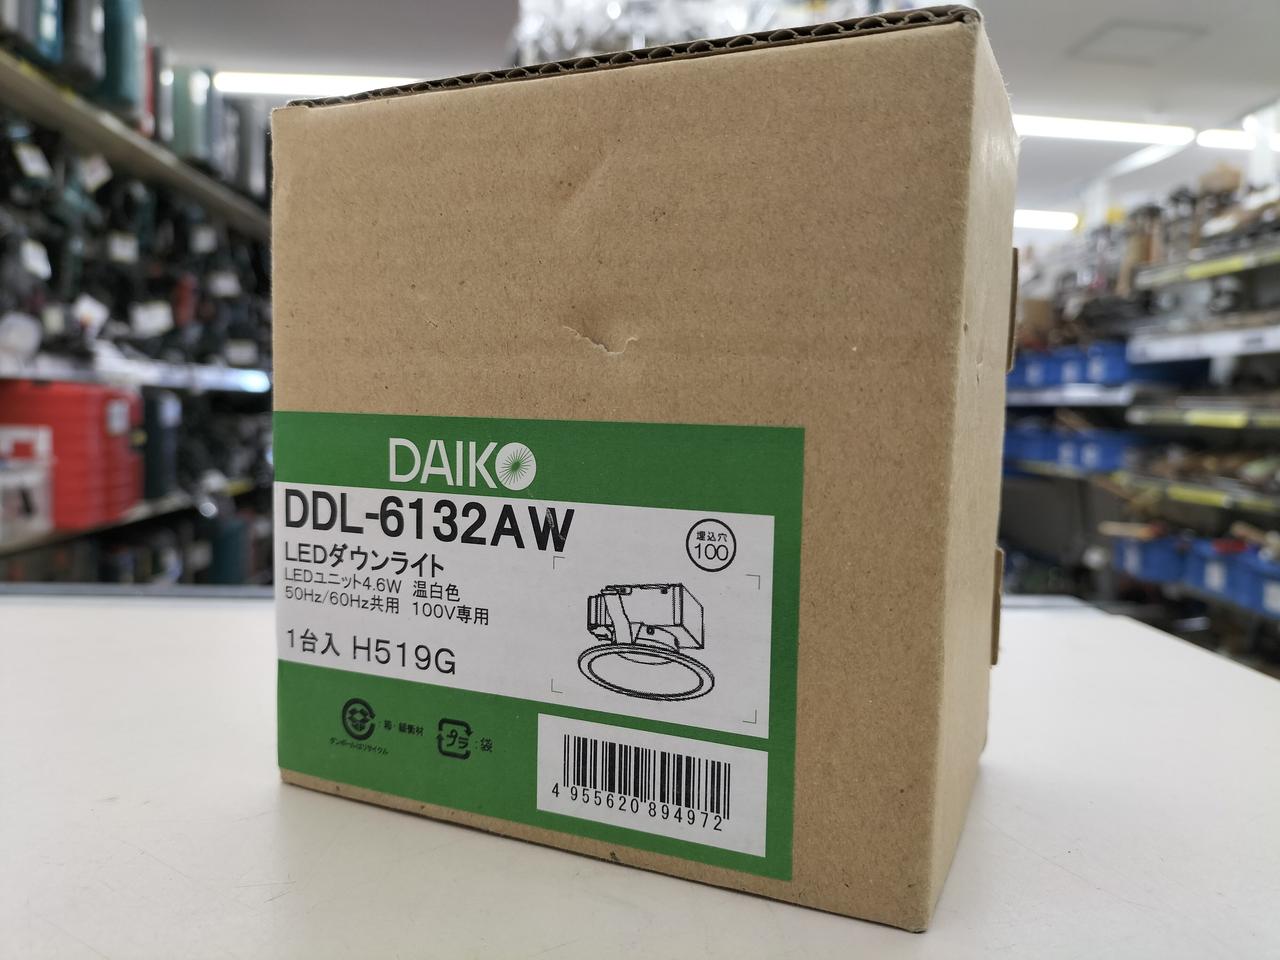 DAIKO
DDL-6132AW
埋込穴
100
LEDダウンライト
LEDユニット4.6W 温白色
50Hz/60Hz共用 100V専用
1台入 H519G
:箱・緩衝材
ダンボールはリサイクル
プラ
:袋
4 955620 894972